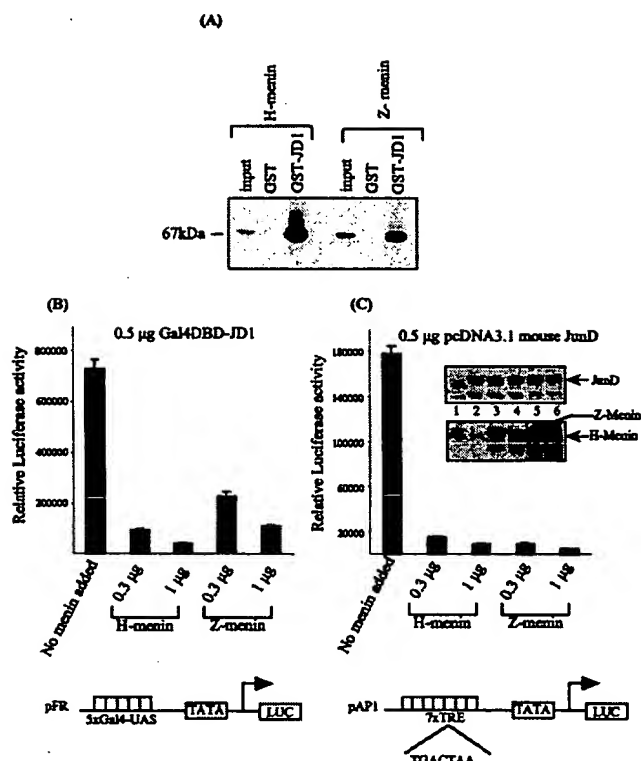 (A)
H-menin
Z- menin
input
GST
GST-JD1
input
GST
GST-JD1
67kDa
(B)
0.5 µg Gal4DBD-JD1
Relative Luciferase activity
800000
600000
400000
200000
No menin added
0.3 µg
1 µg
0.3 µg
1 µg
H-menin
Z-menin
pFR
5xGal4-UAS
TATA
LUC
(C)
0.5 µg pcDNA3.1 mouse JunD
Relative Luciferase activity
180000
140000
100000
60000
20000
JunD
1 2 3 4 5 6
Z-Menin
H-Menin
No menin added
0.3 µg
1 µg
0.3 µg
1 µg
H-menin
Z-menin
pAP1
7xTRE
TATA
LUC
TGACTAA